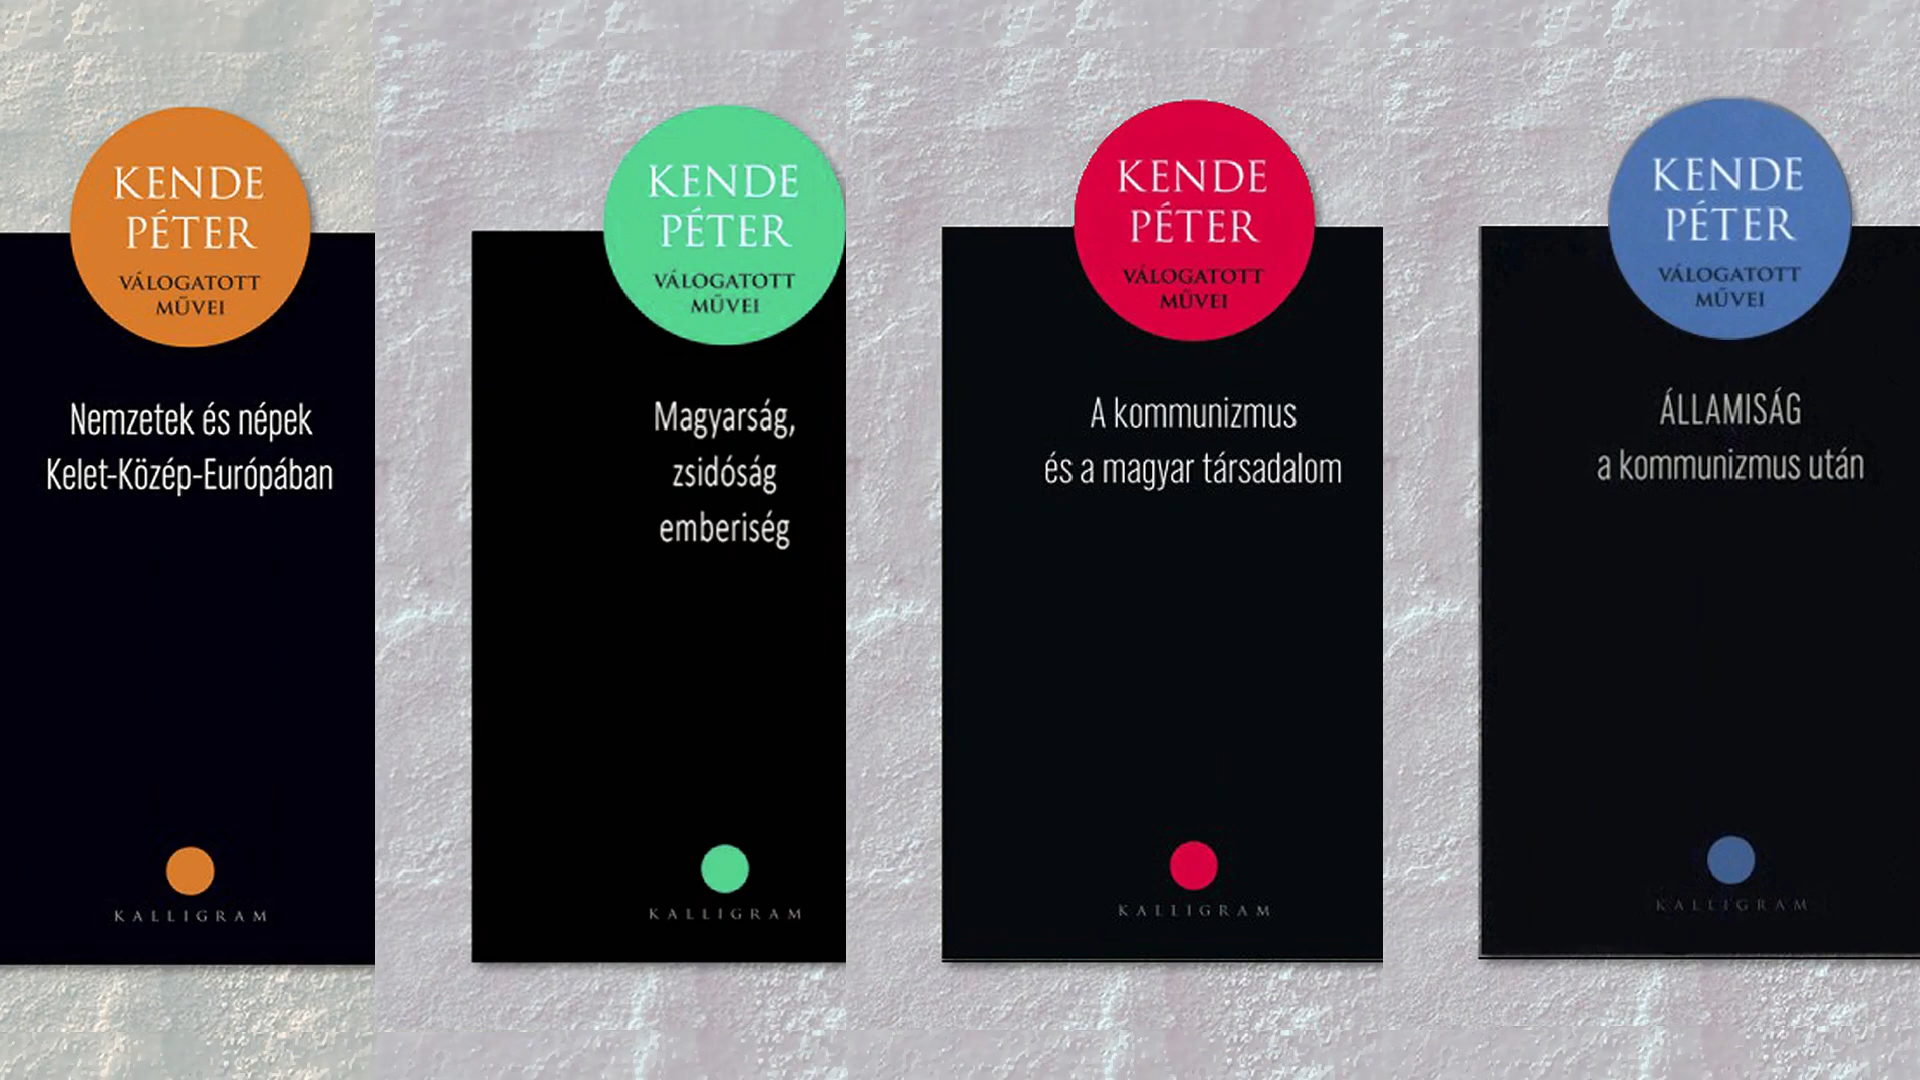 KENDE
PÉTER
VÁLOGATOTT
MŰVEI
Nemzetek és népek
Kelet-Közép-Európában
KALLIGRAM
KENDE
PÉTER
VÁLOGATOTT
MŰVEI
Magyarság,
zsidóság
emberiség
KALLIGRAM
KENDE
PÉTER
VÁLOGATOTT
MŰVEI
A kommunizmus
és a magyar társadalom
KALLIGRAM
KENDE
PÉTER
VÁLOGATOTT
MŰVEI
ÁLLAMISÁG
a kommunizmus után
KALLIGRAM